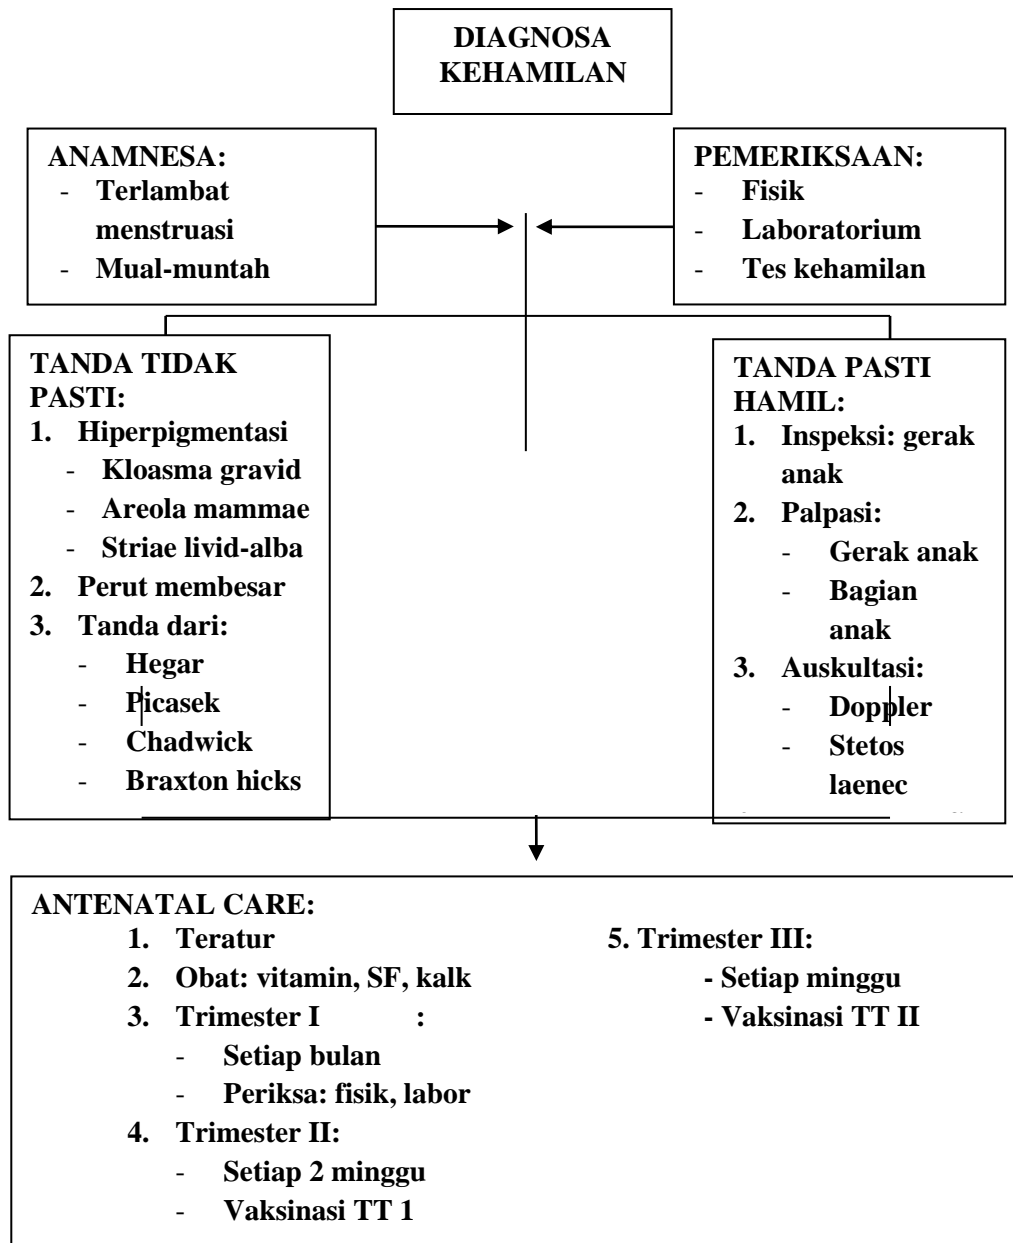 DIAGNOSA
KEHAMILAN
ANAMNESA:
- Terlambat
menstruasi
- Mual-muntah
PEMERIKSAAN:
- Fisik
- Laboratorium
- Tes kehamilan
TANDA TIDAK
PASTI:
1. Hiperpigmentasi
- Kloasma gravid
- Areola mammae
- Striae livid-alba
2. Perut membesar
3. Tanda dari:
- Hegar
- Picasek
- Chadwick
- Braxton hicks
TANDA PASTI
HAMIL:
1. Inspeksi: gerak
anak
2. Palpasi:
- Gerak anak
- Bagian
anak
3. Auskultasi:
- Doppler
- Stetos
laenec
ANTENATAL CARE:
1. Teratur
2. Obat: vitamin, SF, kalk
3. Trimester I :
- Setiap bulan
- Periksa: fisik, labor
4. Trimester II:
- Setiap 2 minggu
- Vaksinasi TT 1
5. Trimester III:
- Setiap minggu
- Vaksinasi TT II